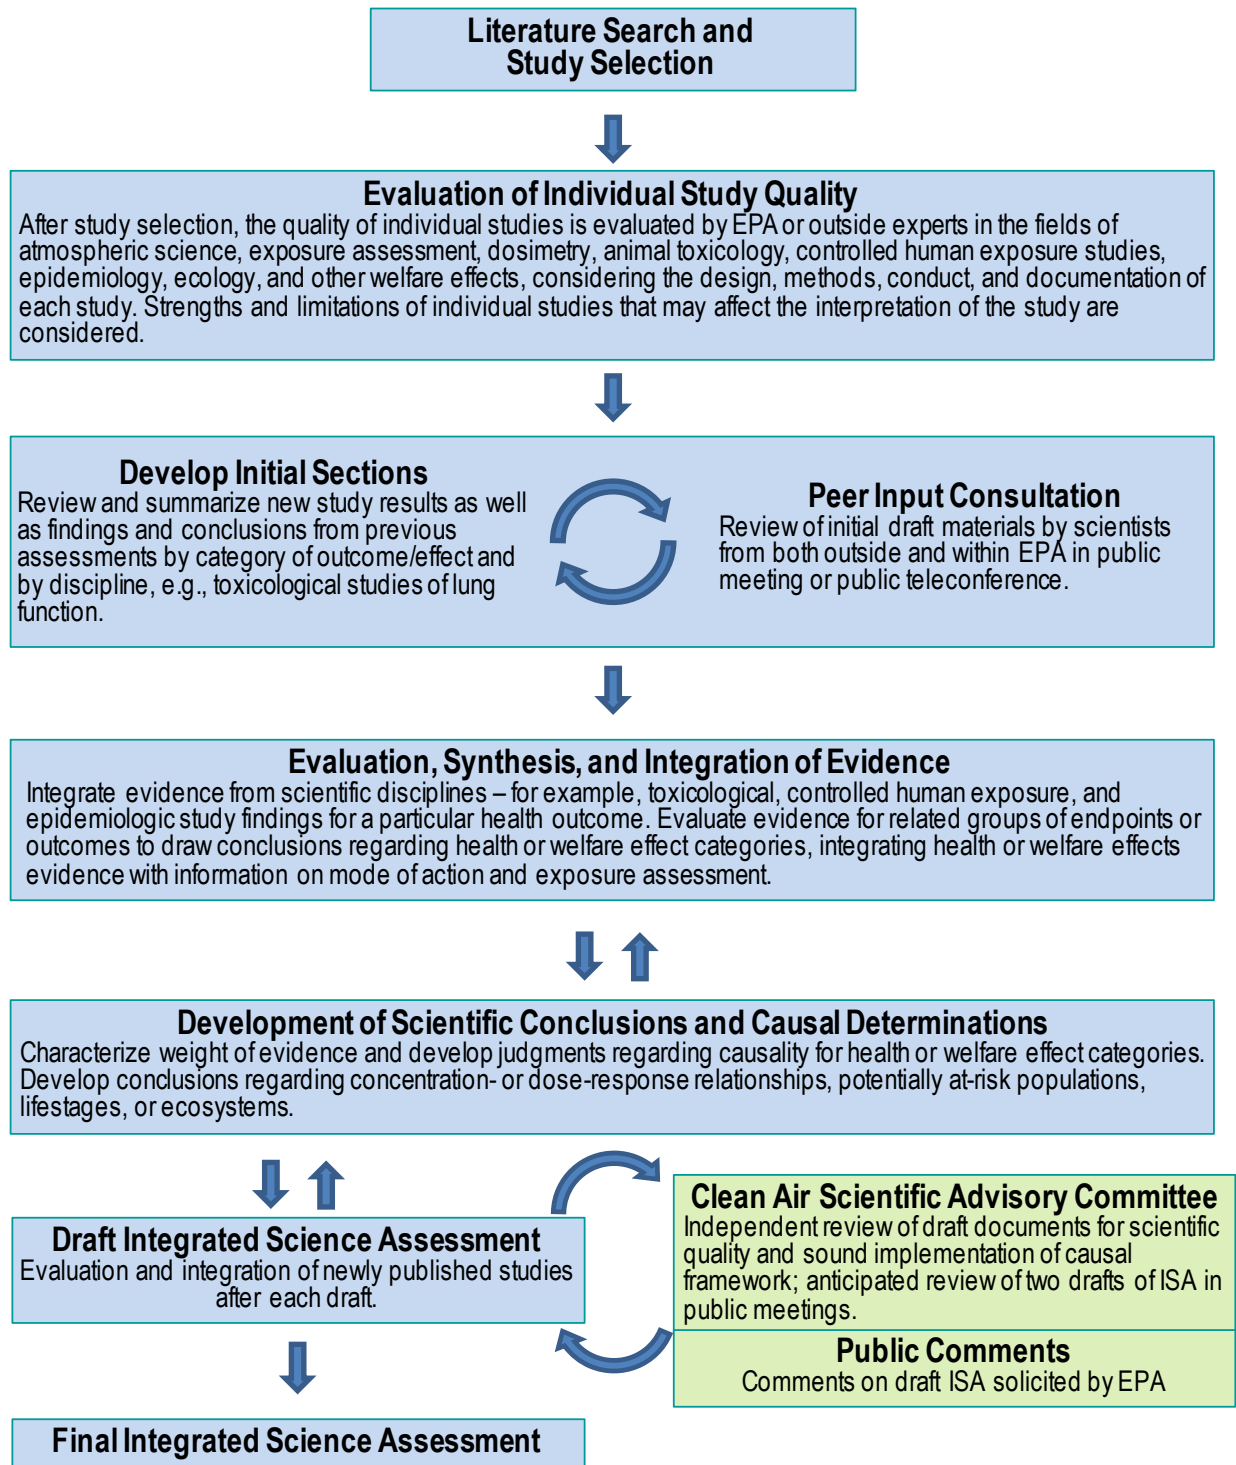 Literature Search and
Study Selection
Evaluation of Individual Study Quality
After study selection, the quality of individual studies is evaluated by EPA or outside experts in the fields of
atmospheric science, exposure assessment, dosimetry, animal toxicology, controlled human exposure studies,
epidemiology, ecology, and other welfare effects, considering the design, methods, conduct, and documentation of
each study. Strengths and limitations of individual studies that may affect the interpretation of the study are
considered.
Develop Initial Sections
Review and summarize new study results as well
as findings and conclusions from previous
assessments by category of outcome/effect and
by discipline, e.g., toxicological studies of lung
function.
Peer Input Consultation
Review of initial draft materials by scientists
from both outside and within EPA in public
meeting or public teleconference.
Evaluation, Synthesis, and Integration of Evidence
Integrate evidence from scientific disciplines – for example, toxicological, controlled human exposure, and
epidemiologic study findings for a particular health outcome. Evaluate evidence for related groups of endpoints or
outcomes to draw conclusions regarding health or welfare effect categories, integrating health or welfare effects
evidence with information on mode of action and exposure assessment.
Development of Scientific Conclusions and Causal Determinations
Characterize weight of evidence and develop judgments regarding causality for health or welfare effect categories.
Develop conclusions regarding concentration- or dose-response relationships, potentially at-risk populations,
lifestages, or ecosystems.
Draft Integrated Science Assessment
Evaluation and integration of newly published studies
after each draft.
Clean Air Scientific Advisory Committee
Independent review of draft documents for scientific
quality and sound implementation of causal
framework; anticipated review of two drafts of ISA in
public meetings.
Public Comments
Comments on draft ISA solicited by EPA
Final Integrated Science Assessment